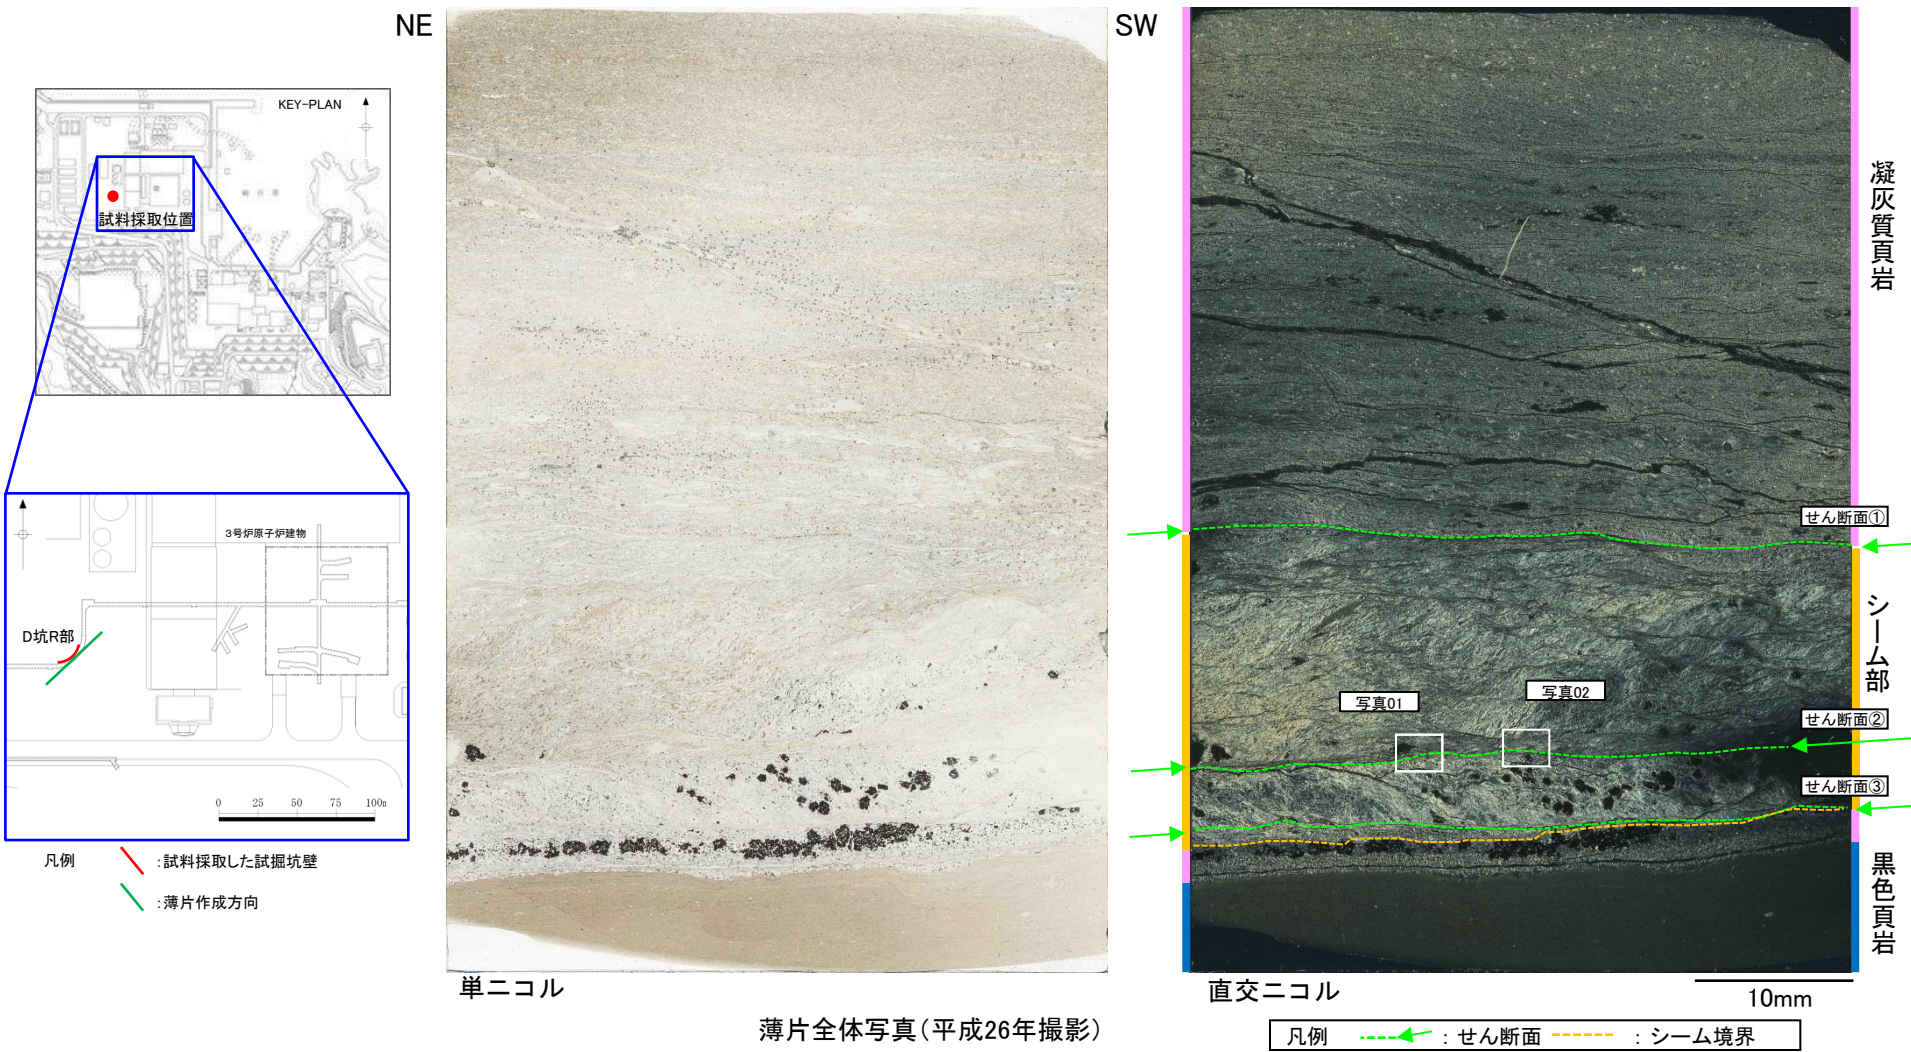 NE
SW
KEY-PLAN
試料採取位置
3号炉原子炉建物
D坑R部
0 25 50 75 100m
凡例
:試料採取した試掘坑壁
:薄片作成方向
凝灰質頁岩
せん断面①
シーム部
写真01
写真02
せん断面②
せん断面③
黒色頁岩
単ニコル
直交ニコル
10mm
薄片全体写真(平成26年撮影)
凡例 :せん断面 :シーム境界